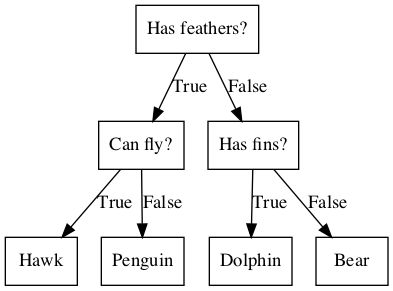 Has feathers?
True
False
Can fly?
Has fins?
True
False
True
False
Hawk
Penguin
Dolphin
Bear